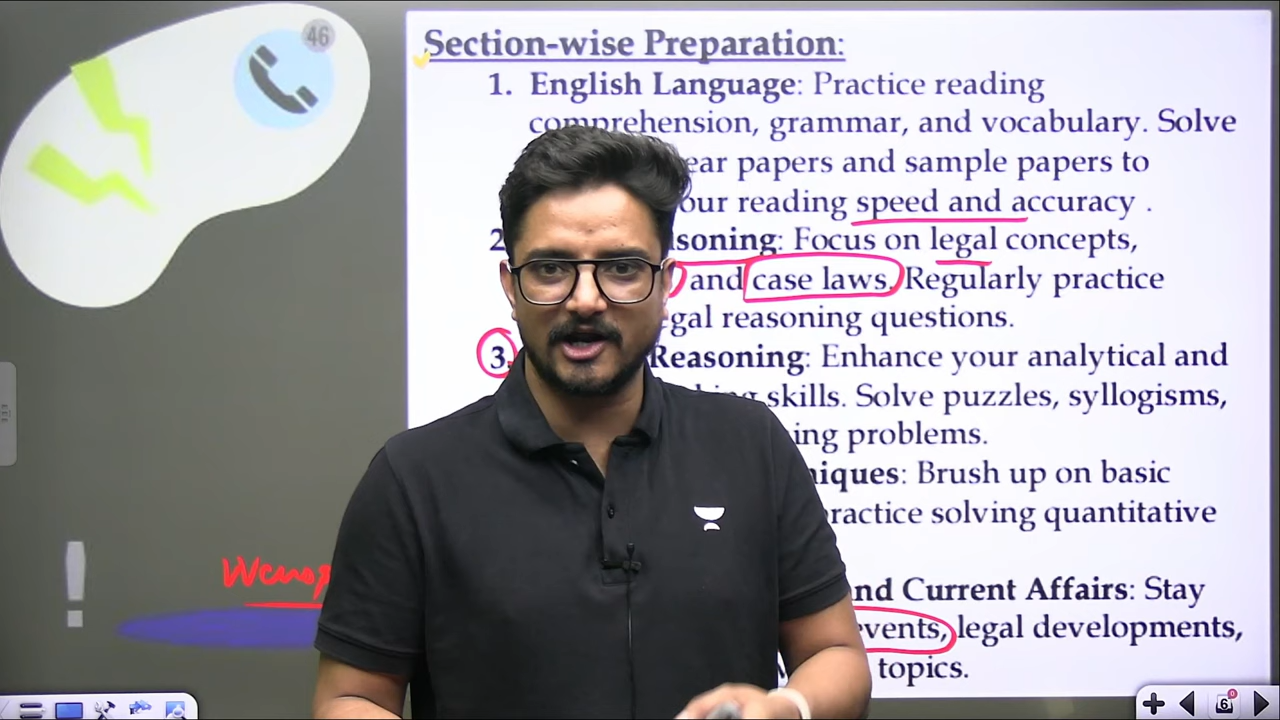 46
Section-wise Preparation:
1. English Language: Practice reading
comprehension, grammar, and vocabulary. Solve
ear papers and sample papers to
our reading speed and accuracy .
2 soning: Focus on legal concepts,
and case laws. Regularly practice
egal reasoning questions.
3. Reasoning: Enhance your analytical and
skills. Solve puzzles, syllogisms,
ing problems.
niques: Brush up on basic
practice solving quantitative
nd Current Affairs: Stay
events, legal developments,
topics.
6
0